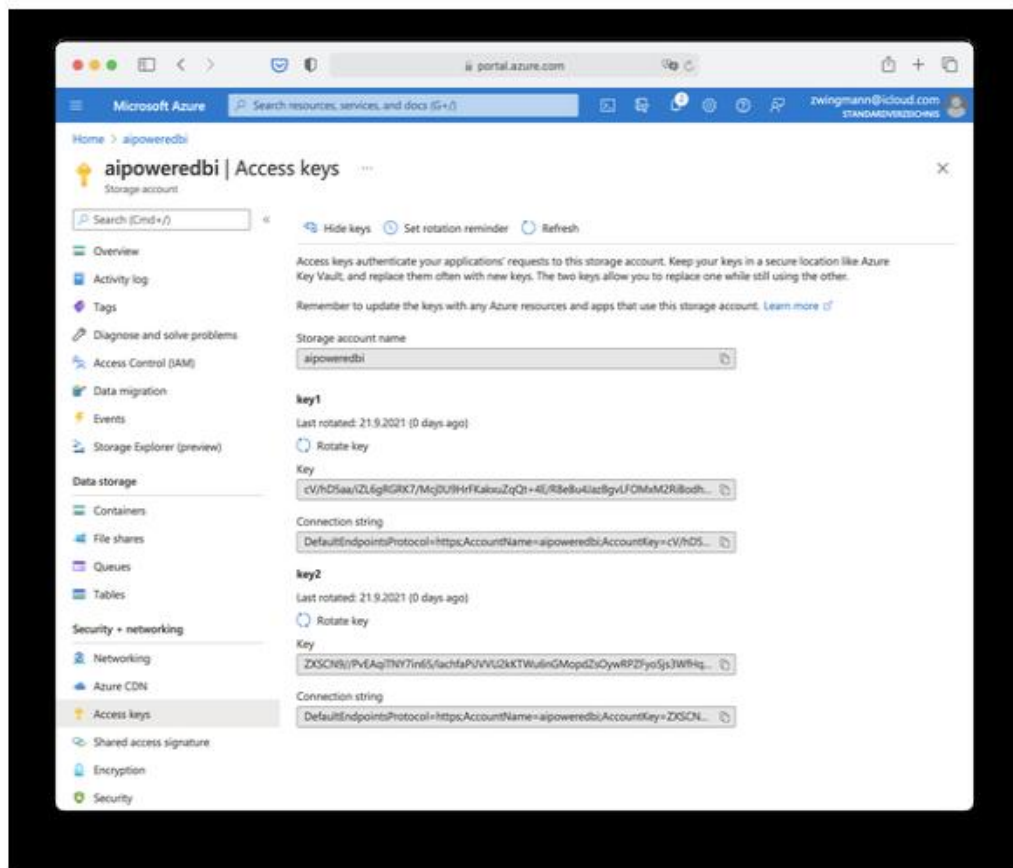 portal.azure.com
Microsoft Azure
Search resources, services, and docs (G+/)
zwingmann@icloud.com
STANDARDVERZEICHNIS
Home > aipoweredbi
aipoweredbi | Access keys ...
Storage account
Search (Cmd+/)
Overview
Activity log
Tags
Diagnose and solve problems
Access Control (IAM)
Data migration
Events
Storage Explorer (preview)
Data storage
Containers
File shares
Queues
Tables
Security + networking
Networking
Azure CDN
Access keys
Shared access signature
Encryption
Security
Hide keys
Set rotation reminder
Refresh
Access keys authenticate your applications' requests to this storage account. Keep your keys in a secure location like Azure
Key Vault, and replace them often with new keys. The two keys allow you to replace one while still using the other.
Remember to update the keys with any Azure resources and apps that use this storage account. Learn more
Storage account name
aipoweredbi
key1
Last rotated: 21.9.2021 (0 days ago)
Rotate key
Key
Connection string
DefaultEndpointsProtocol=https;AccountName=aipoweredbi;AccountKey=cV/hD5...
key2
Last rotated: 21.9.2021 (0 days ago)
Rotate key
Key
Connection string
DefaultEndpointsProtocol=https;AccountName=aipoweredbi;AccountKey=ZXSCN...